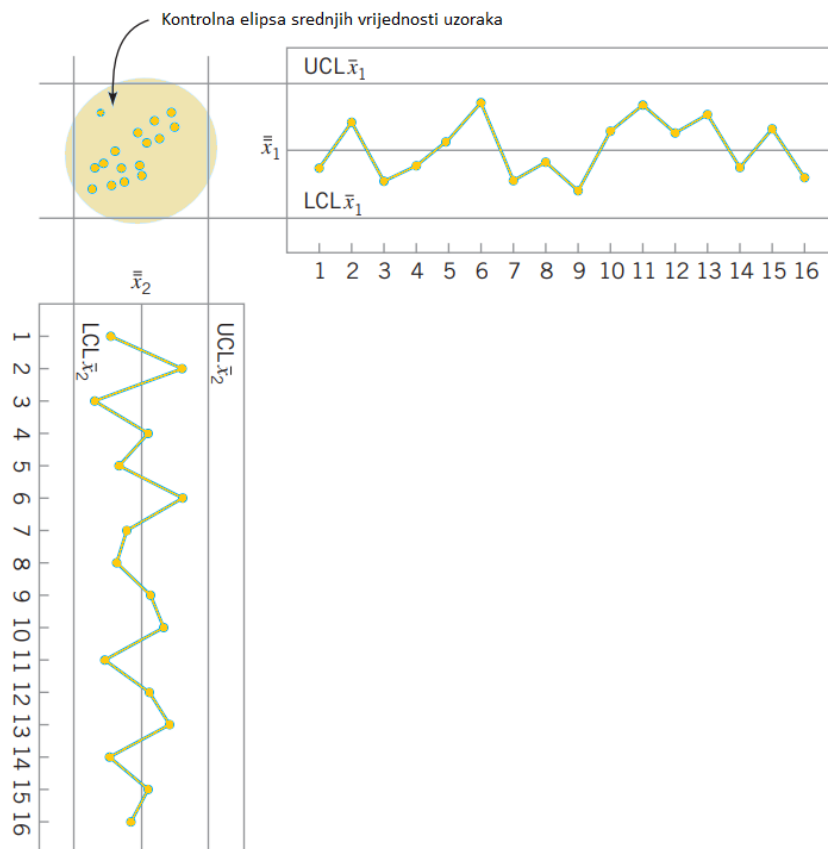 Kontrolna elipsa srednjih vrijednosti uzoraka
UCL x̄₁
x̿₁
LCL x̄₁
1 2 3 4 5 6 7 8 9 10 11 12 13 14 15 16
x̿₂
LCL x̄₂
UCL x̄₂
1
2
3
4
5
6
7
8
9
10
11
12
13
14
15
16